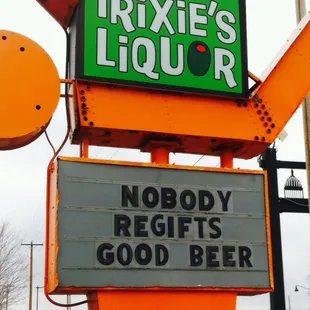 TRIXIE'S
LIQUOR
NOBODY
REGIFTS
GOOD BEER